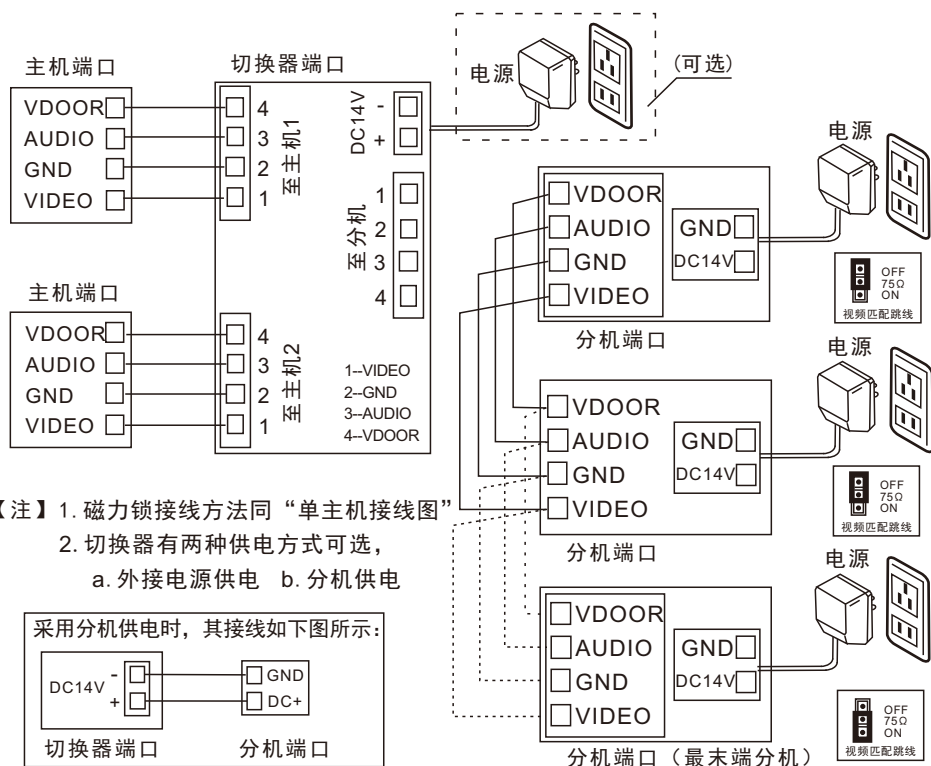 主机端口
VDOOR
AUDIO
GND
VIDEO
切换器端口
4
3
2
1
至主机1
DC14V
-
+
至分机
1
2
3
4
主机端口
VDOOR
AUDIO
GND
VIDEO
4
3
2
1
至主机2
1--VIDEO
2--GND
3--AUDIO
4--VDOOR
电源
(可选)
电源
VDOOR
AUDIO
GND
VIDEO
GND
DC14V
分机端口
OFF
75Ω
ON
视频匹配跳线
电源
VDOOR
AUDIO
GND
VIDEO
GND
DC14V
分机端口
OFF
75Ω
ON
视频匹配跳线
电源
VDOOR
AUDIO
GND
VIDEO
GND
DC14V
分机端口（最末端分机）
OFF
75Ω
ON
视频匹配跳线
【注】1.磁力锁接线方法同“单主机接线图”
2.切换器有两种供电方式可选，
a.外接电源供电 b.分机供电
采用分机供电时，其接线如下图所示：
DC14V
-
+
GND
DC+
切换器端口
分机端口